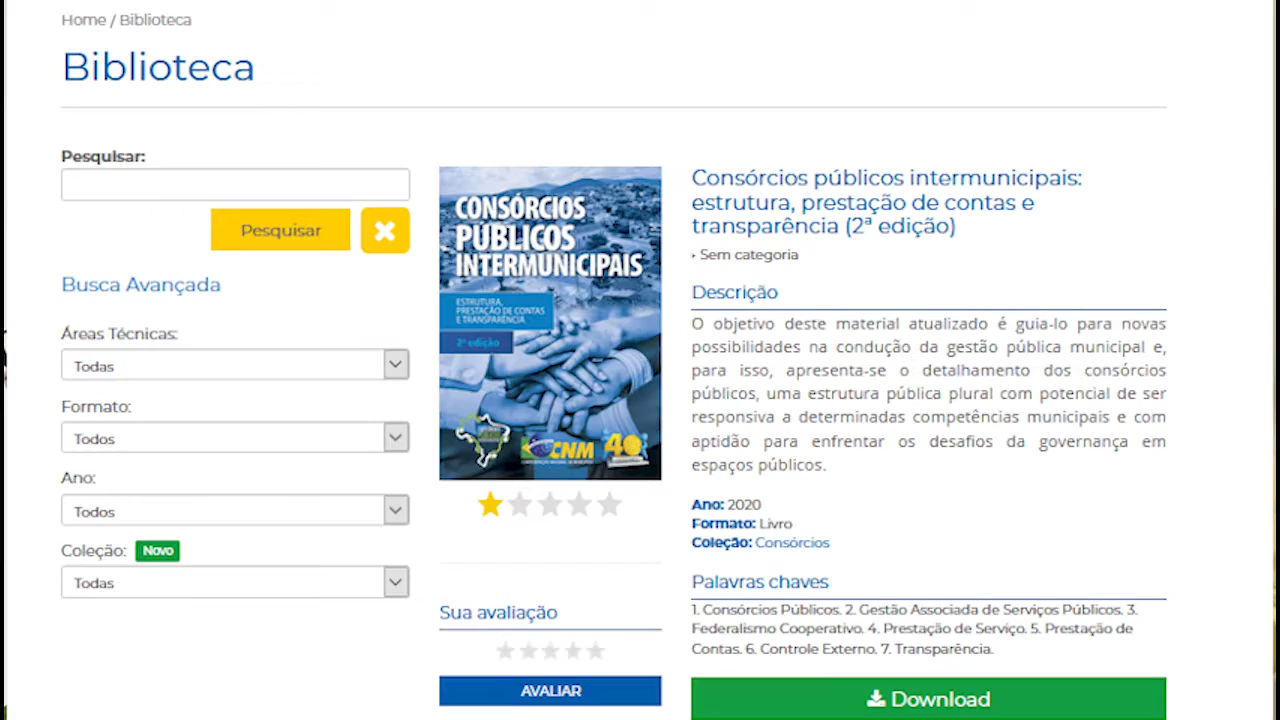 Home / Biblioteca
Biblioteca
Pesquisar:
Pesquisar
Busca Avançada
Áreas Técnicas:
Todas
Formato:
Todos
Ano:
Todos
Coleção: Novo
Todas
CONSÓRCIOS
PÚBLICOS
INTERMUNICIPAIS
ESTRUTURA,
PRESTAÇÃO DE CONTAS
E TRANSPARÊNCIA
2ª edição
CNM
40
Sua avaliação
AVALIAR
Consórcios públicos intermunicipais:
estrutura, prestação de contas e
transparência (2ª edição)
Sem categoria
Descrição
O objetivo deste material atualizado é guia-lo para novas
possibilidades na condução da gestão pública municipal e,
para isso, apresenta-se o detalhamento dos consórcios
públicos, uma estrutura pública plural com potencial de ser
responsiva a determinadas competências municipais e com
aptidão para enfrentar os desafios da governança em
espaços públicos.
Ano: 2020
Formato: Livro
Coleção: Consórcios
Palavras chaves
1. Consórcios Públicos. 2. Gestão Associada de Serviços Públicos. 3.
Federalismo Cooperativo. 4. Prestação de Serviço. 5. Prestação de
Contas. 6. Controle Externo. 7. Transparência.
Download